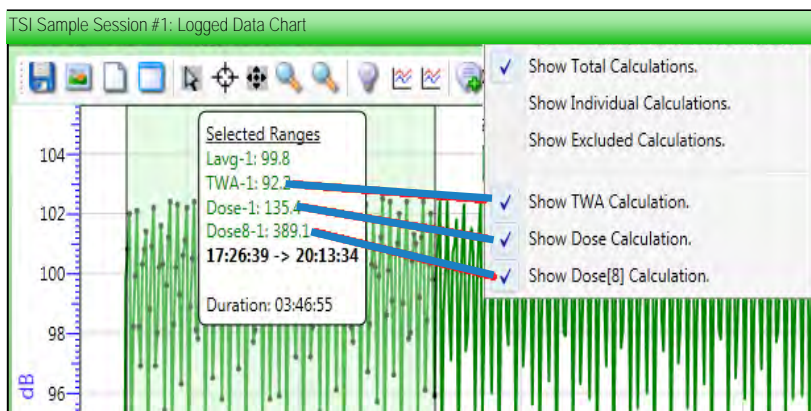 TSI Sample Session #1: Logged Data Chart
Show Total Calculations.
Show Individual Calculations.
Show Excluded Calculations.
Show TWA Calculation.
Show Dose Calculation.
Show Dose[8] Calculation.
Selected Ranges
Lavg-1: 99.8
TWA-1: 92.2
Dose-1: 135.4
Dose8-1: 389.1
17:26:39 -> 20:13:34
Duration: 03:46:55
104
102
100
98
96
dB